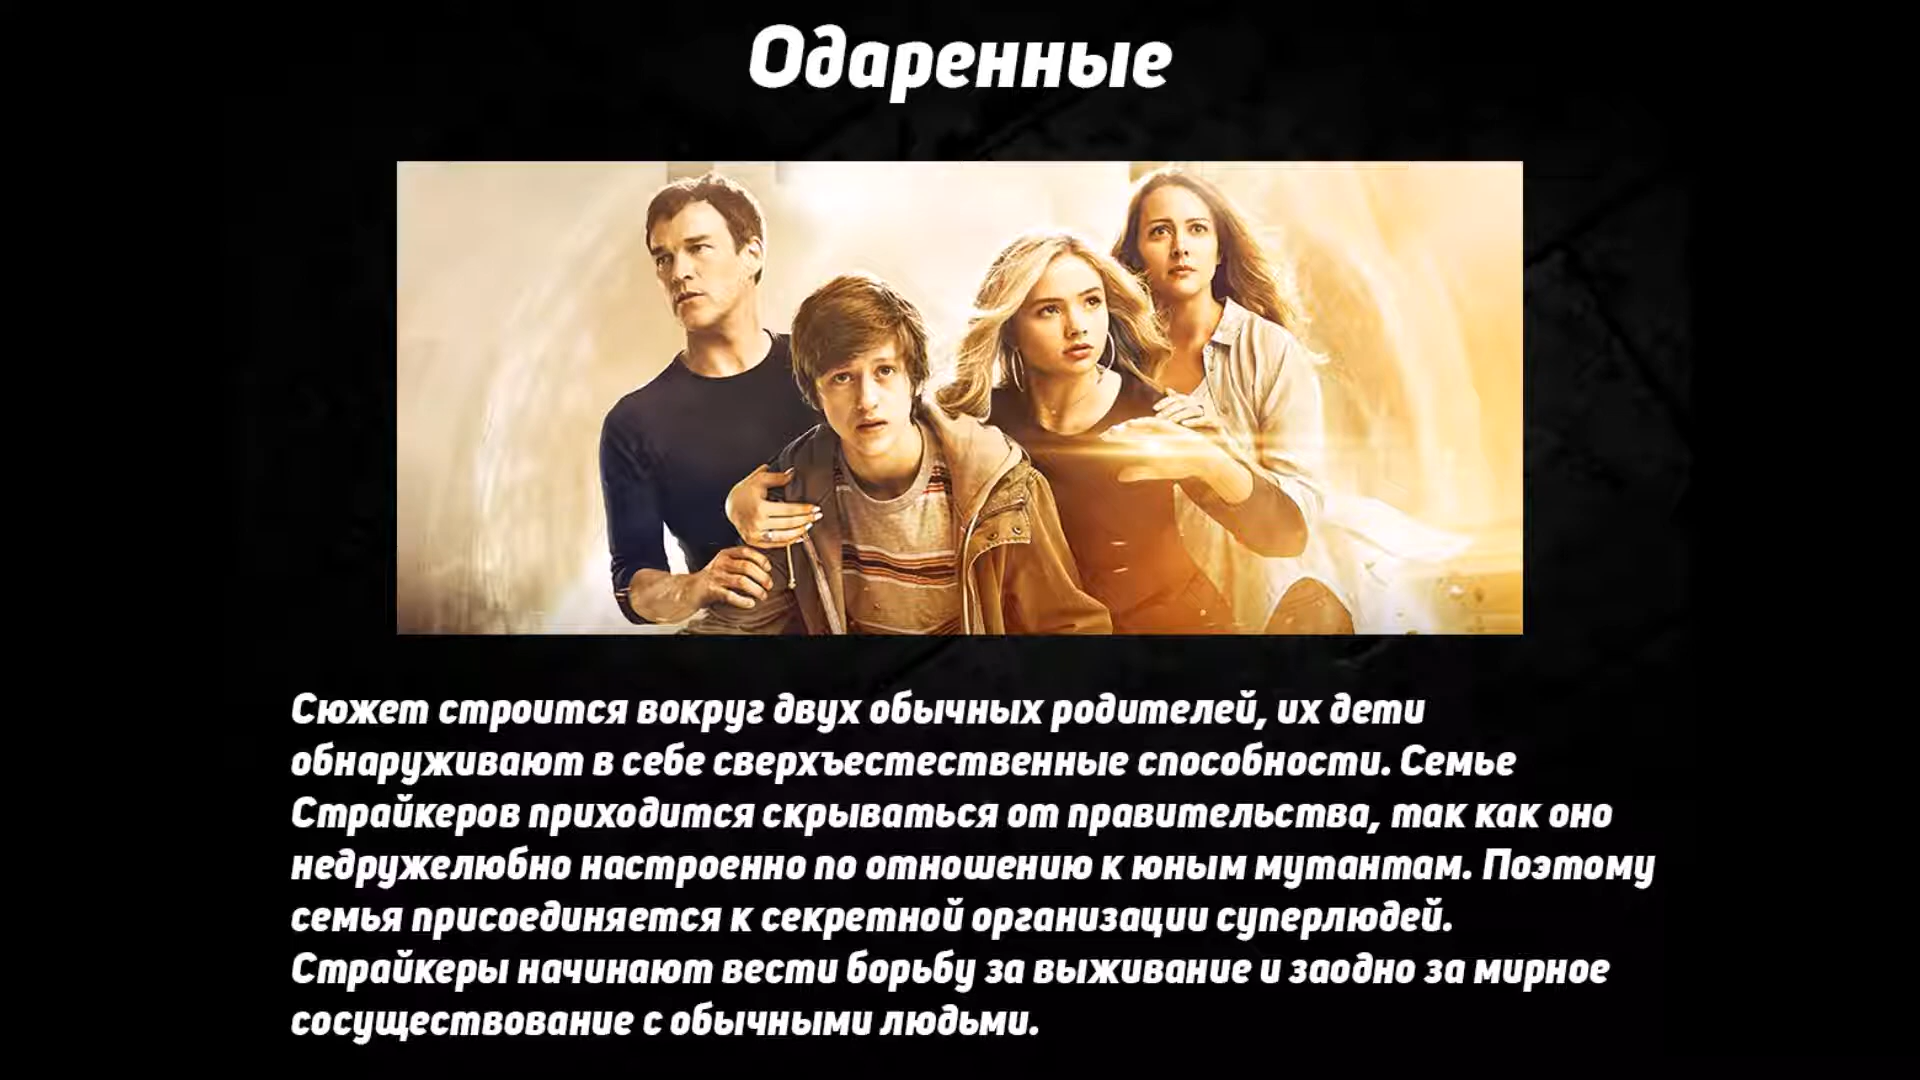 Одаренные
Сюжет строится вокруг двух обычных родителей, их дети
обнаруживают в себе сверхъестественные способности. Семье
Страйкеров приходится скрываться от правительства, так как оно
недружелюбно настроенно по отношению к юным мутантам. Поэтому
семья присоединяется к секретной организации суперлюдей.
Страйкеры начинают вести борьбу за выживание и заодно за мирное
сосуществование с обычными людьми.